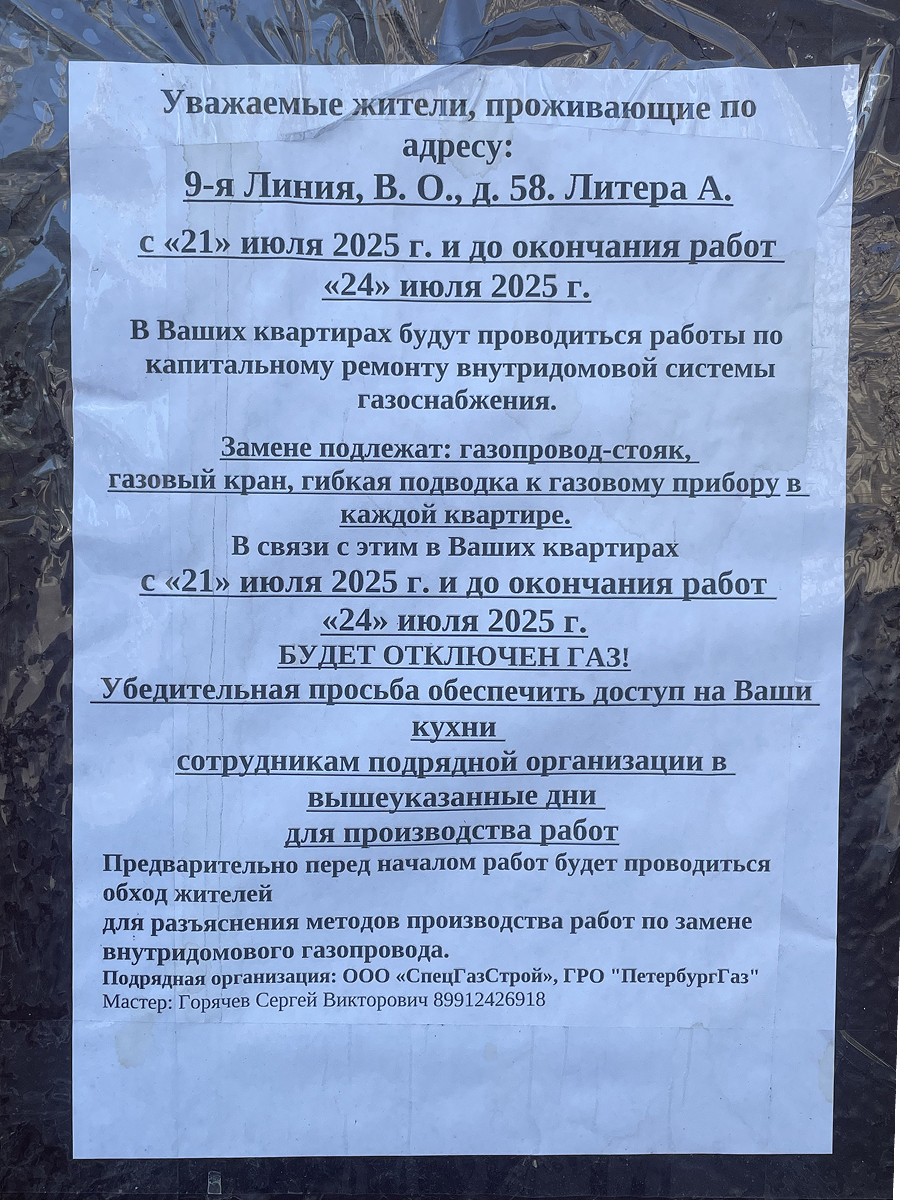 Уважаемые жители, проживающие по
адресу:
9-я Линия, В. О., д. 58. Литера А.
с «21» июля 2025 г. и до окончания работ
«24» июля 2025 г.
В Ваших квартирах будут проводиться работы по
капитальному ремонту внутридомовой системы
газоснабжения.
Замене подлежат: газопровод-стояк,
газовый кран, гибкая подводка к газовому прибору в
каждой квартире.
В связи с этим в Ваших квартирах
с «21» июля 2025 г. и до окончания работ
«24» июля 2025 г.
БУДЕТ ОТКЛЮЧЕН ГАЗ!
Убедительная просьба обеспечить доступ на Ваши
кухни
сотрудникам подрядной организации в
вышеуказанные дни
для производства работ
Предварительно перед началом работ будет проводиться
обход жителей
для разъяснения методов производства работ по замене
внутридомового газопровода.
Подрядная организация: ООО «СпецГазСтрой», ГРО "ПетербургГаз"
Мастер: Горячев Сергей Викторович 89912426918